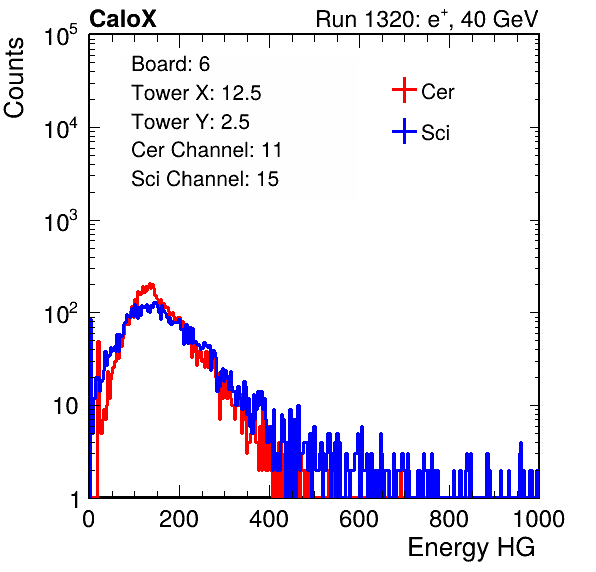 CaloX Run 1320: e⁺, 40 GeV
Counts
10⁵
10⁴
10³
10²
10
1
Board: 6
Tower X: 12.5
Tower Y: 2.5
Cer Channel: 11
Sci Channel: 15
Cer
Sci
0 200 400 600 800 1000
Energy HG